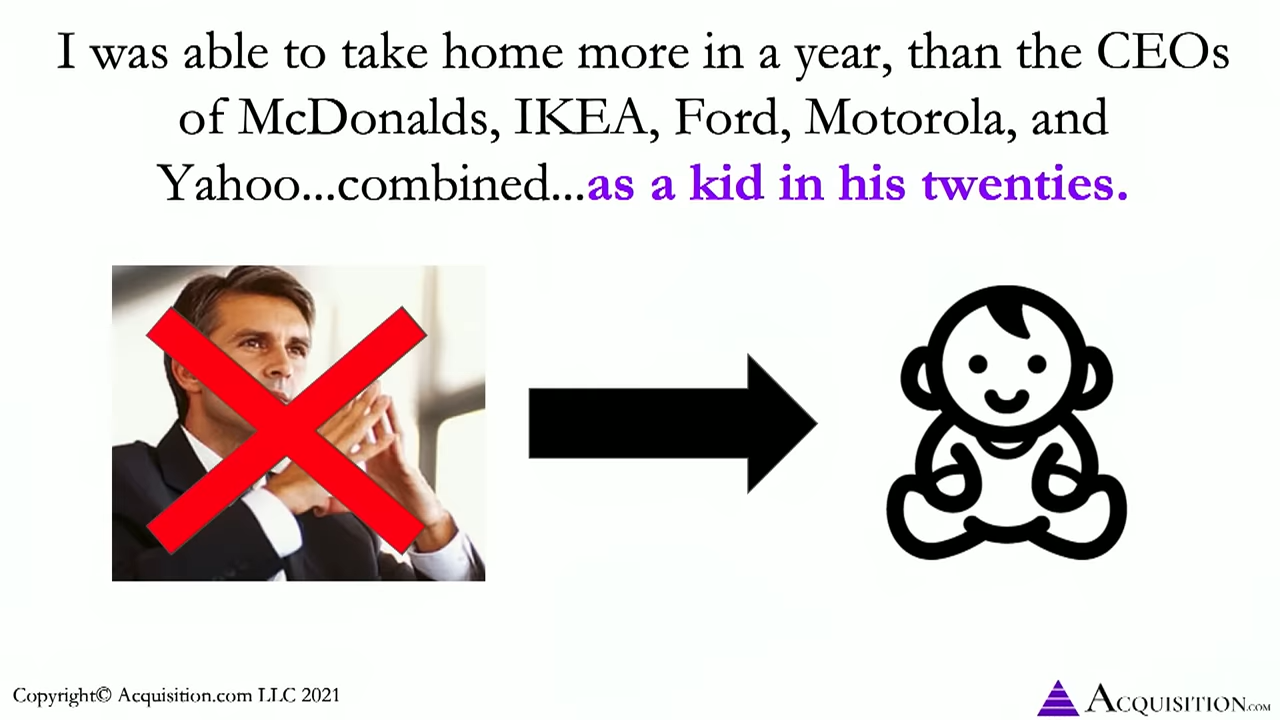 I was able to take home more in a year, than the CEOs
of McDonalds, IKEA, Ford, Motorola, and
Yahoo...combined...as a kid in his twenties.
Copyright© Acquisition.com LLC 2021
ACQUISITION.COM